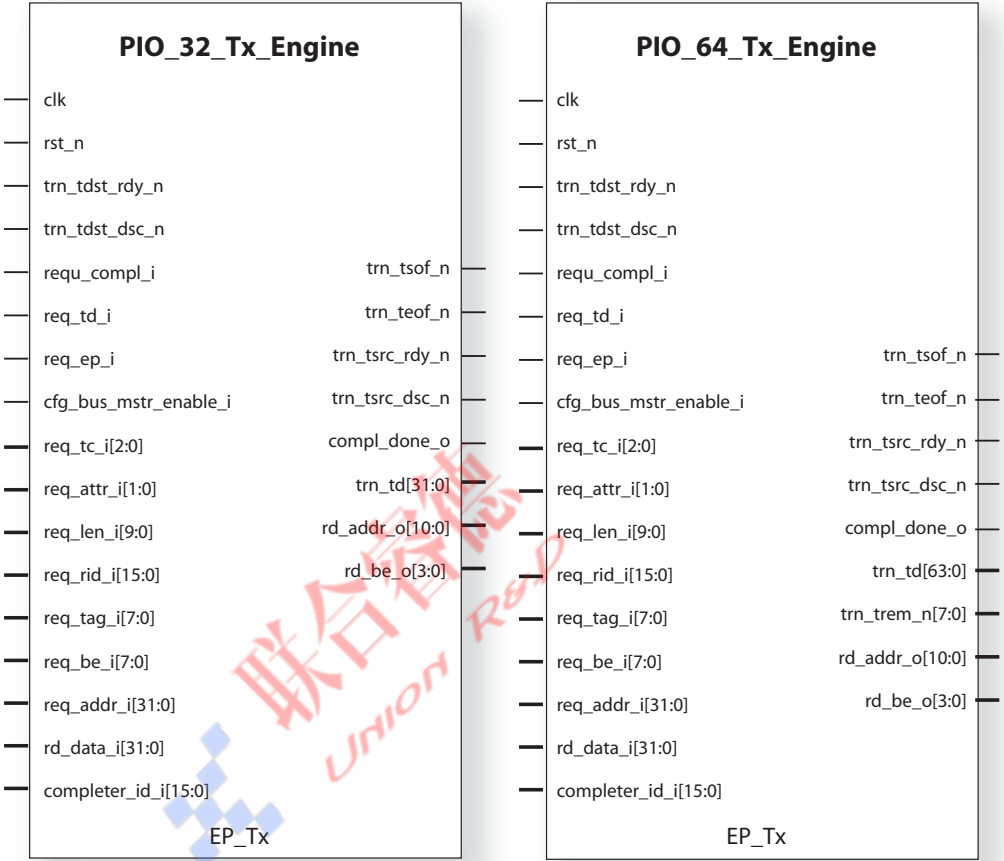 PIO_32_Tx_Engine
clk
rst_n
trn_tdst_rdy_n
trn_tdst_dsc_n
requ_compl_i
req_td_i
req_ep_i
cfg_bus_mstr_enable_i
req_tc_i[2:0]
req_attr_i[1:0]
req_len_i[9:0]
req_rid_i[15:0]
req_tag_i[7:0]
req_be_i[7:0]
req_addr_i[31:0]
rd_data_i[31:0]
completer_id_i[15:0]
trn_tsof_n
trn_teof_n
trn_tsrc_rdy_n
trn_tsrc_dsc_n
compl_done_o
trn_td[31:0]
rd_addr_o[10:0]
rd_be_o[3:0]
EP_Tx
PIO_64_Tx_Engine
clk
rst_n
trn_tdst_rdy_n
trn_tdst_dsc_n
requ_compl_i
req_td_i
req_ep_i
cfg_bus_mstr_enable_i
req_tc_i[2:0]
req_attr_i[1:0]
req_len_i[9:0]
req_rid_i[15:0]
req_tag_i[7:0]
req_be_i[7:0]
req_addr_i[31:0]
rd_data_i[31:0]
completer_id_i[15:0]
trn_tsof_n
trn_teof_n
trn_tsrc_rdy_n
trn_tsrc_dsc_n
compl_done_o
trn_td[63:0]
trn_trem_n[7:0]
rd_addr_o[10:0]
rd_be_o[3:0]
EP_Tx
联合睿德
UNION R&D